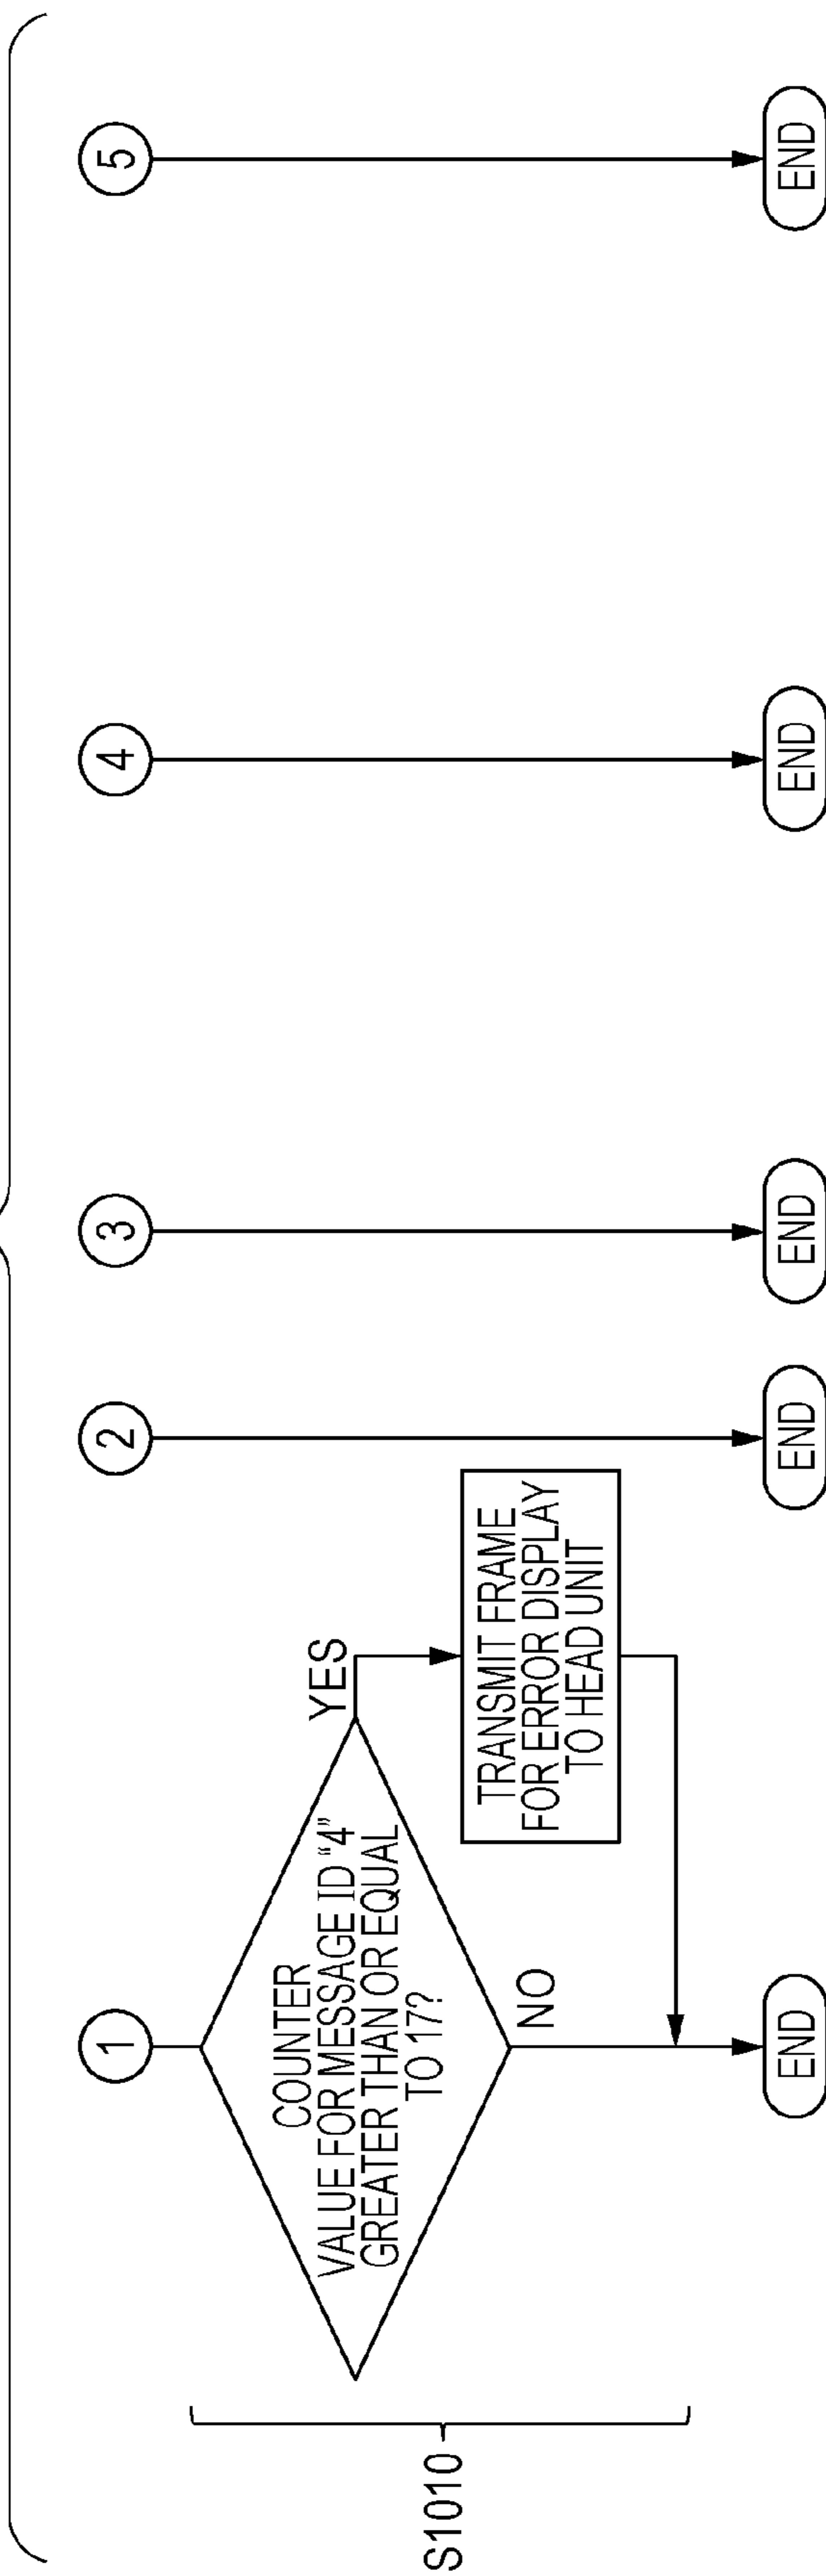 1
2
3
4
5
COUNTER
VALUE FOR MESSAGE ID “4”
GREATER THAN OR EQUAL
TO 17?
YES
NO
TRANSMIT FRAME
FOR ERROR DISPLAY
TO HEAD UNIT
S1010
END
END
END
END
END